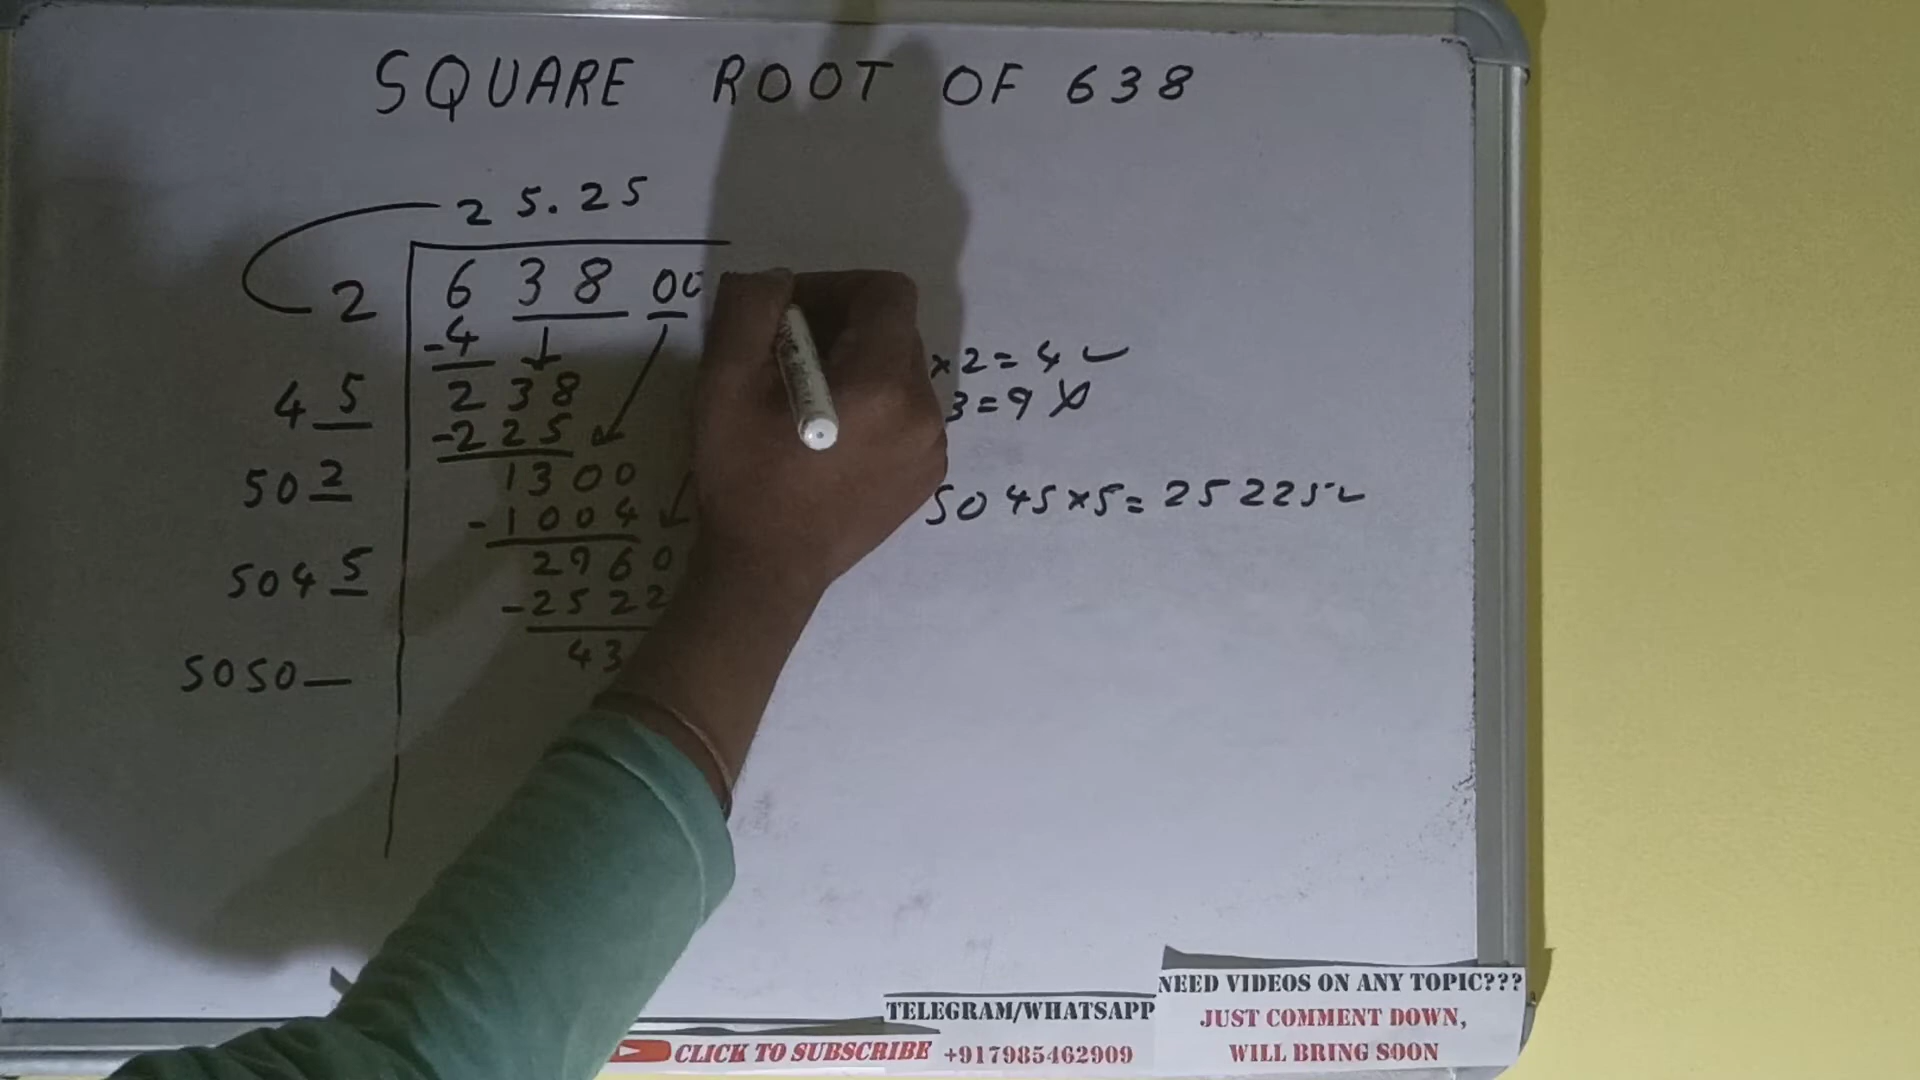 SQUARE ROOT OF 638
25.25
2 6 38 00
-4
45 238
-225
502 1300
-1004
5045 2960
-2522
43
5050_
×2=4 ✓
3=9 X
5045×5=25225✓
NEED VIDEOS ON ANY TOPIC???
JUST COMMENT DOWN,
WILL BRING SOON
TELEGRAM/WHATSAPP
CLICK TO SUBSCRIBE +917985462909